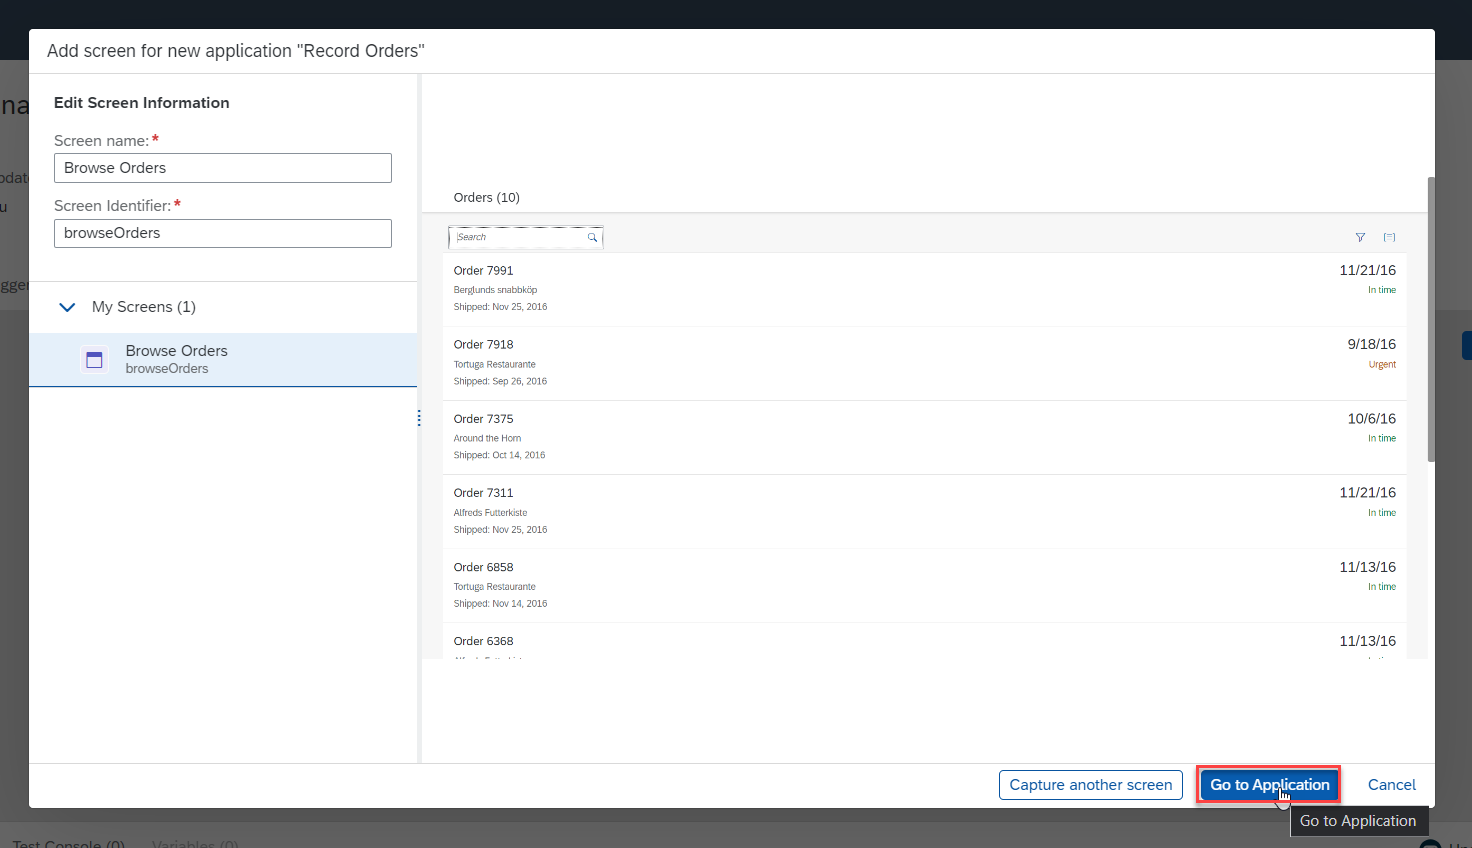 Add screen for new application "Record Orders"
Edit Screen Information
Screen name:*
Browse Orders
Screen Identifier:*
browseOrders
My Screens (1)
Browse Orders
browseOrders
Orders (10)
Search
Order 7991
11/21/16
Berglunds snabbköp
In time
Shipped: Nov 25, 2016
Order 7918
9/18/16
Tortuga Restaurante
Urgent
Shipped: Sep 26, 2016
Order 7375
10/6/16
Around the Horn
In time
Shipped: Oct 14, 2016
Order 7311
11/21/16
Alfreds Futterkiste
In time
Shipped: Nov 25, 2016
Order 6858
11/13/16
Tortuga Restaurante
In time
Shipped: Nov 14, 2016
Order 6368
11/13/16
Capture another screen
Go to Application
Cancel
Go to Application
Test Console (0)
Variables (0)